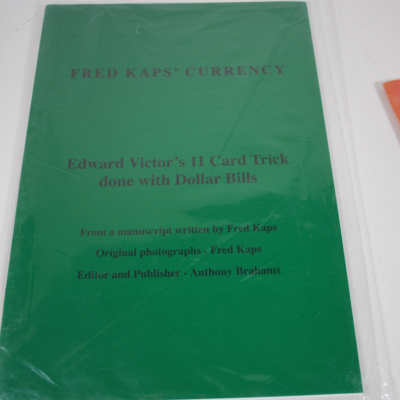 FRED KAPS' CURRENCY
Edward Victor's 11 Card Trick
done with Dollar Bills
From a manuscript written by Fred Kaps
Original photographs - Fred Kaps
Editor and Publisher - Anthony Brahams